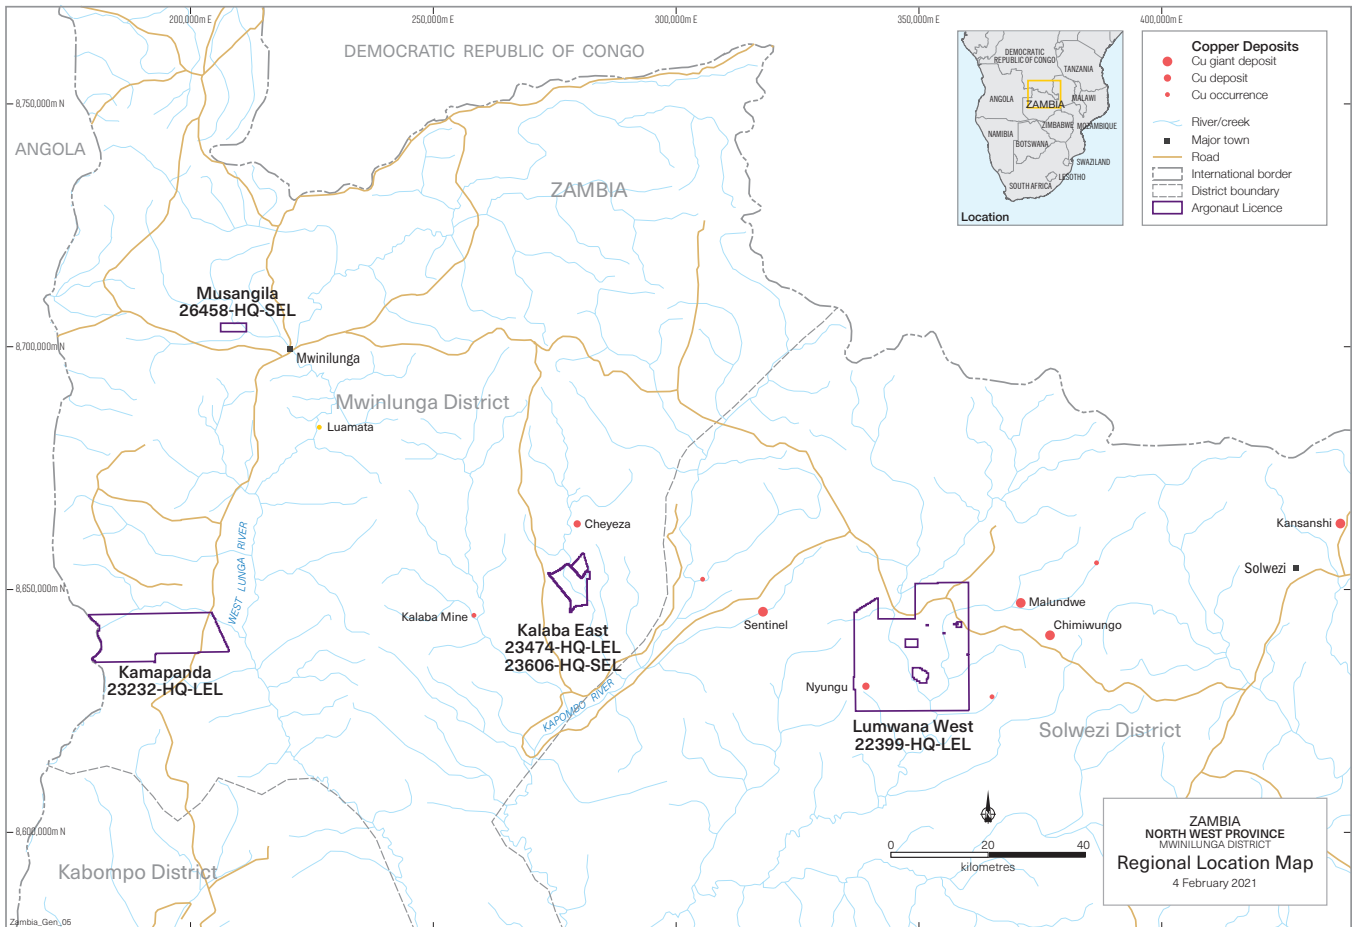 200,000m E
250,000m E
300,000m E
350,000m E
400,000m E
DEMOCRATIC REPUBLIC OF CONGO
8,750,000m N
ANGOLA
ZAMBIA
DEMOCRATIC
REPUBLIC OF CONGO
TANZANIA
ANGOLA
MALAWI
ZAMBIA
ZIMBABWE
MOZAMBIQUE
NAMIBIA
BOTSWANA
SWAZILAND
LESOTHO
SOUTH AFRICA
Location
Copper Deposits
Cu giant deposit
Cu deposit
Cu occurrence
River/creek
Major town
Road
International border
District boundary
Argonaut Licence
Musangila
26458-HQ-SEL
8,700,000m N
Mwinilunga
Mwinlunga District
Luamata
Cheyeza
Kansanshi
Solwezi
WEST LUNGA RIVER
8,650,000m N
Kalaba Mine
Kalaba East
23474-HQ-LEL
23606-HQ-SEL
Sentinel
Malundwe
Chimiwungo
Kamapanda
23232-HQ-LEL
KAPOMBO RIVER
Nyungu
Lumwana West
22399-HQ-LEL
Solwezi District
8,600,000m N
Kabompo District
0
20
40
kilometres
ZAMBIA
NORTH WEST PROVINCE
MWINILUNGA DISTRICT
Regional Location Map
4 February 2021
Zambia_Gen_05